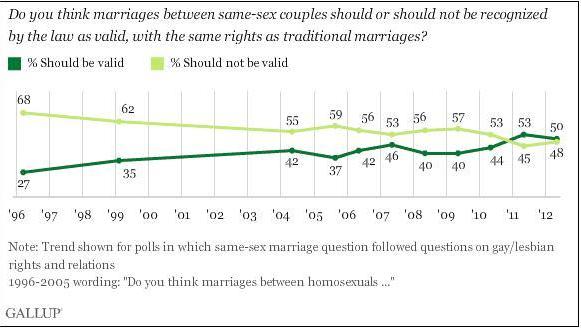 Do you think marriages between same-sex couples should or should not be recognized
by the law as valid, with the same rights as traditional marriages?
% Should be valid % Should not be valid
68 62 55 59 56 53 56 57 53 53 50
27 35 42 37 42 46 40 40 44 45 48
'96 '97 '98 '99 '00 '01 '02 '03 '04 '05 '06 '07 '08 '09 '10 '11 '12
Note: Trend shown for polls in which same-sex marriage question followed questions on gay/lesbian
rights and relations
1996-2005 wording: "Do you think marriages between homosexuals ..."
GALLUP